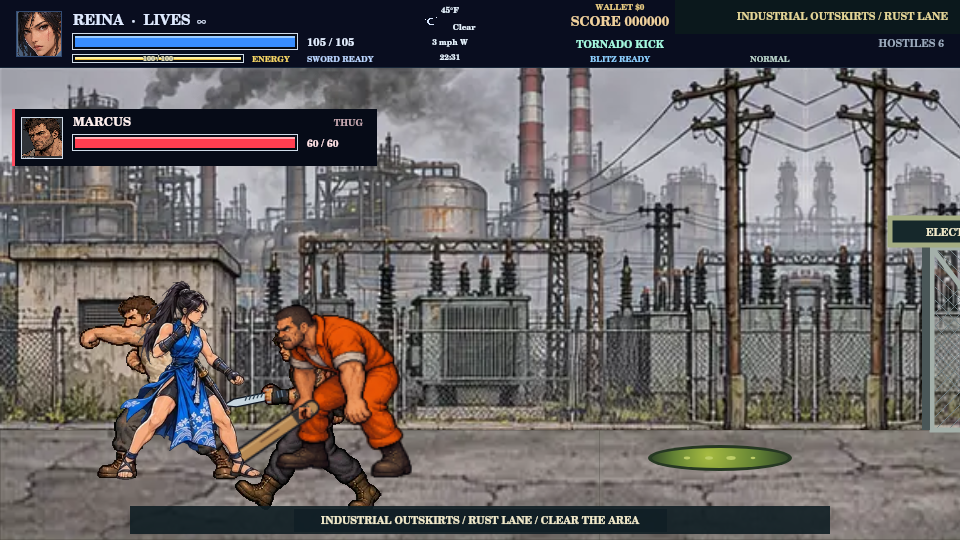 REINA · LIVES ∞
105 / 105
100/100
ENERGY
SWORD READY
45°F
°C
Clear
3 mph W
22:31
WALLET $0
SCORE 000000
TORNADO KICK
BLITZ READY
INDUSTRIAL OUTSKIRTS / RUST LANE
HOSTILES 6
NORMAL
MARCUS
THUG
60 / 60
ELECT
INDUSTRIAL OUTSKIRTS / RUST LANE / CLEAR THE AREA